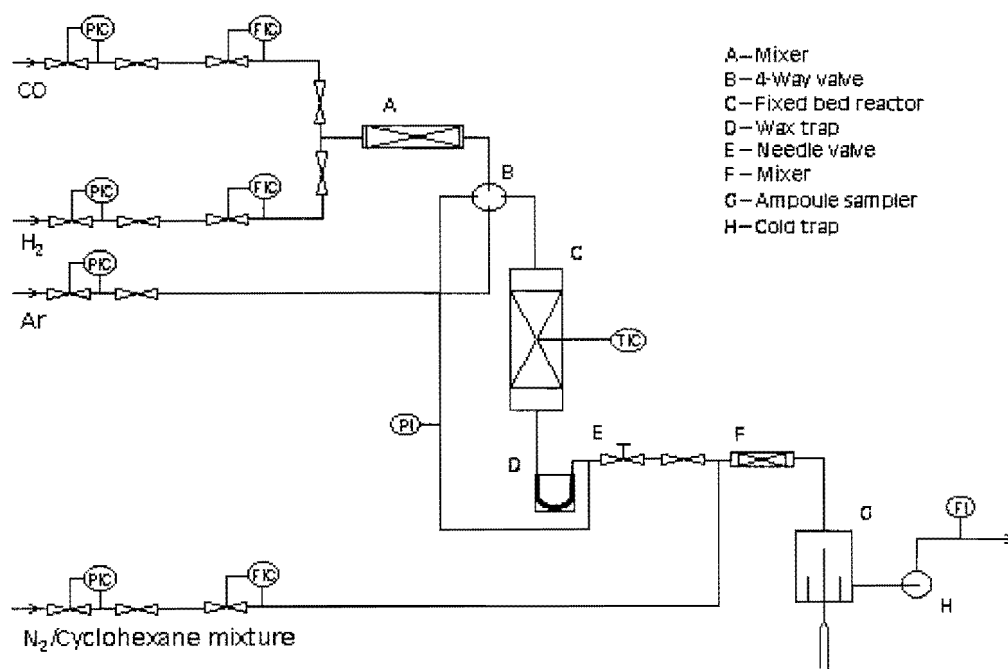 PIC
FIC
CO
A
A–Mixer
B–4-Way valve
C–Fixed bed reactor
D–Wax trap
E–Needle valve
F–Mixer
G–Ampoule sampler
H–Cold trap
B
PIC
FIC
H₂
PIC
Ar
C
TIC
PI
D
E
F
G
FI
H
PIC
FIC
N₂/Cyclohexane mixture